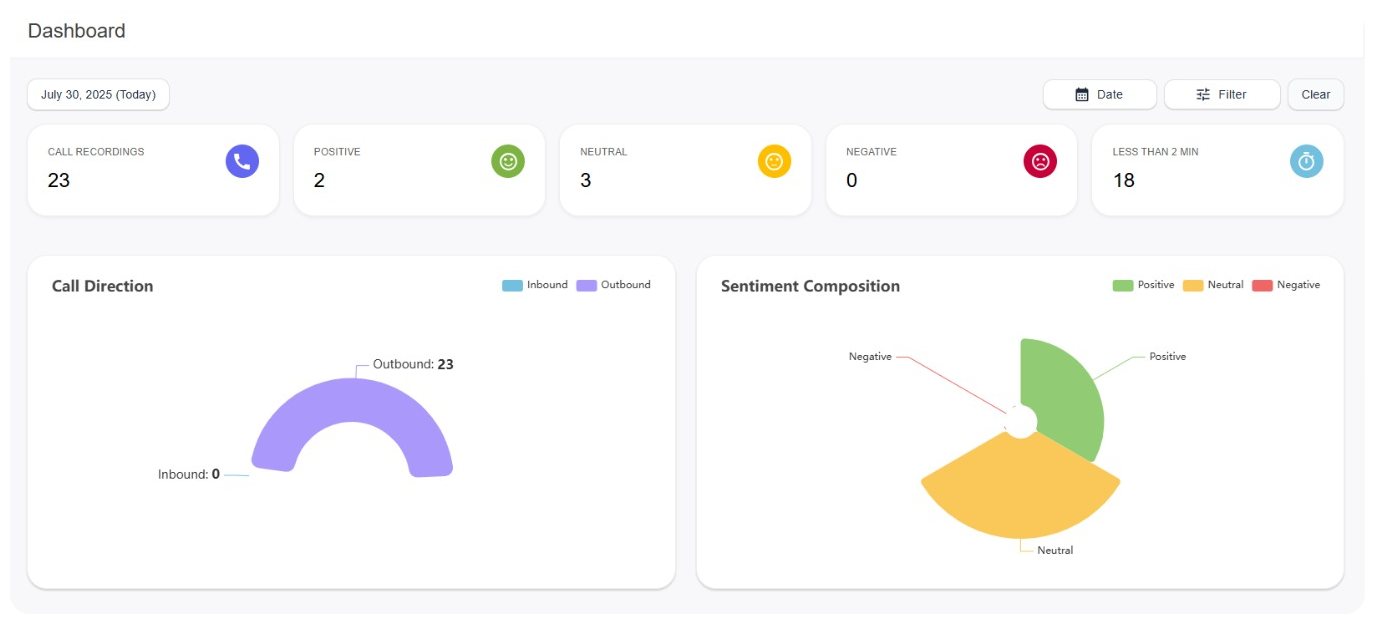 Dashboard
July 30, 2025 (Today)
Date
Filter
Clear
CALL RECORDINGS
23
POSITIVE
2
NEUTRAL
3
NEGATIVE
0
LESS THAN 2 MIN
18
Call Direction
Inbound
Outbound
Outbound: 23
Inbound: 0
Sentiment Composition
Positive
Neutral
Negative
Negative
Positive
Neutral